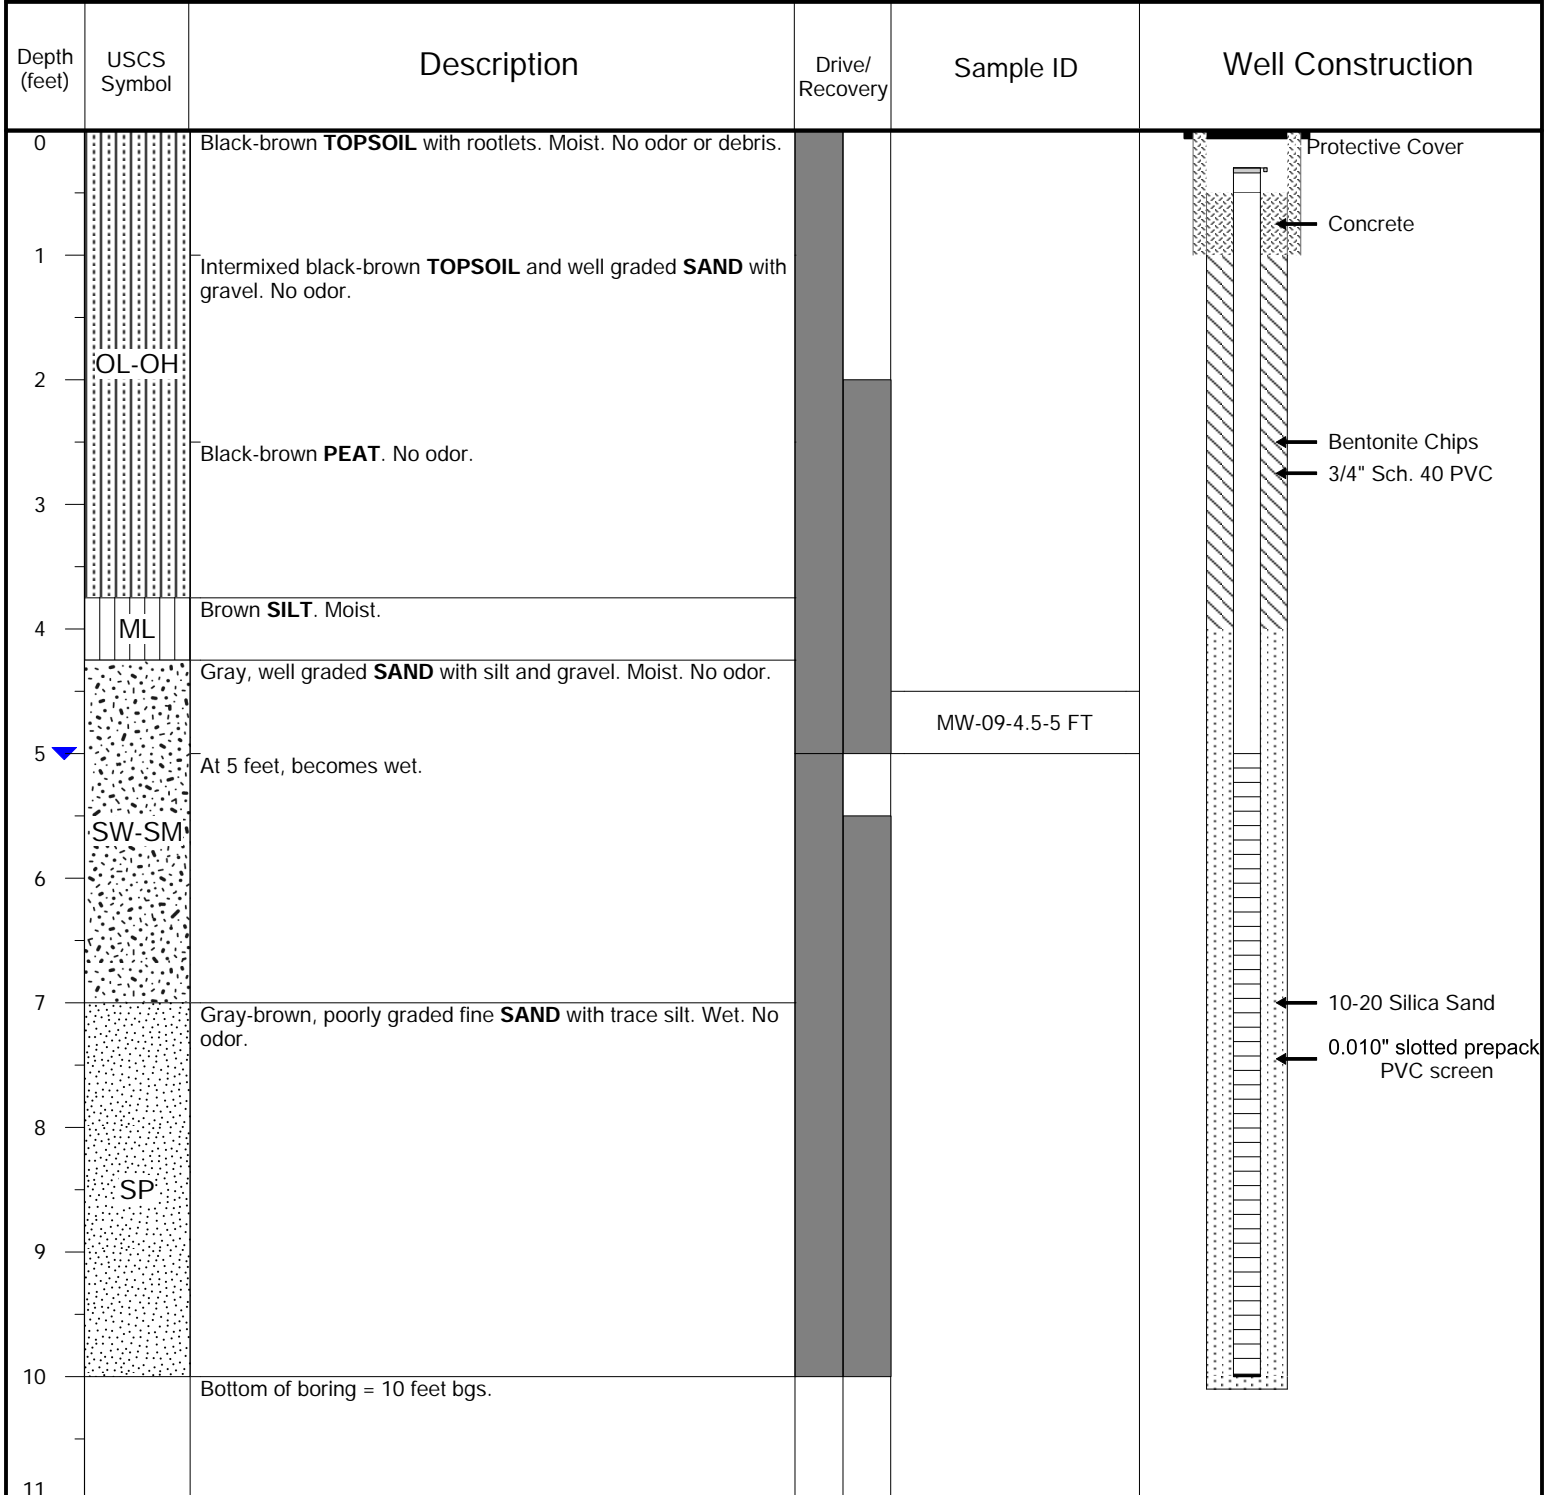 Depth
(feet)
USCS
Symbol
Description
Drive/
Recovery
Sample ID
Well Construction
0
Black-brown TOPSOIL with rootlets. Moist. No odor or debris.
Protective Cover
Concrete
1
Intermixed black-brown TOPSOIL and well graded SAND with
gravel. No odor.
OL-OH
2
Black-brown PEAT. No odor.
Bentonite Chips
3/4" Sch. 40 PVC
3
Brown SILT. Moist.
4
ML
Gray, well graded SAND with silt and gravel. Moist. No odor.
MW-09-4.5-5 FT
5
At 5 feet, becomes wet.
SW-SM
6
7
Gray-brown, poorly graded fine SAND with trace silt. Wet. No
odor.
10-20 Silica Sand
0.010" slotted prepack
PVC screen
8
SP
9
10
Bottom of boring = 10 feet bgs.
11